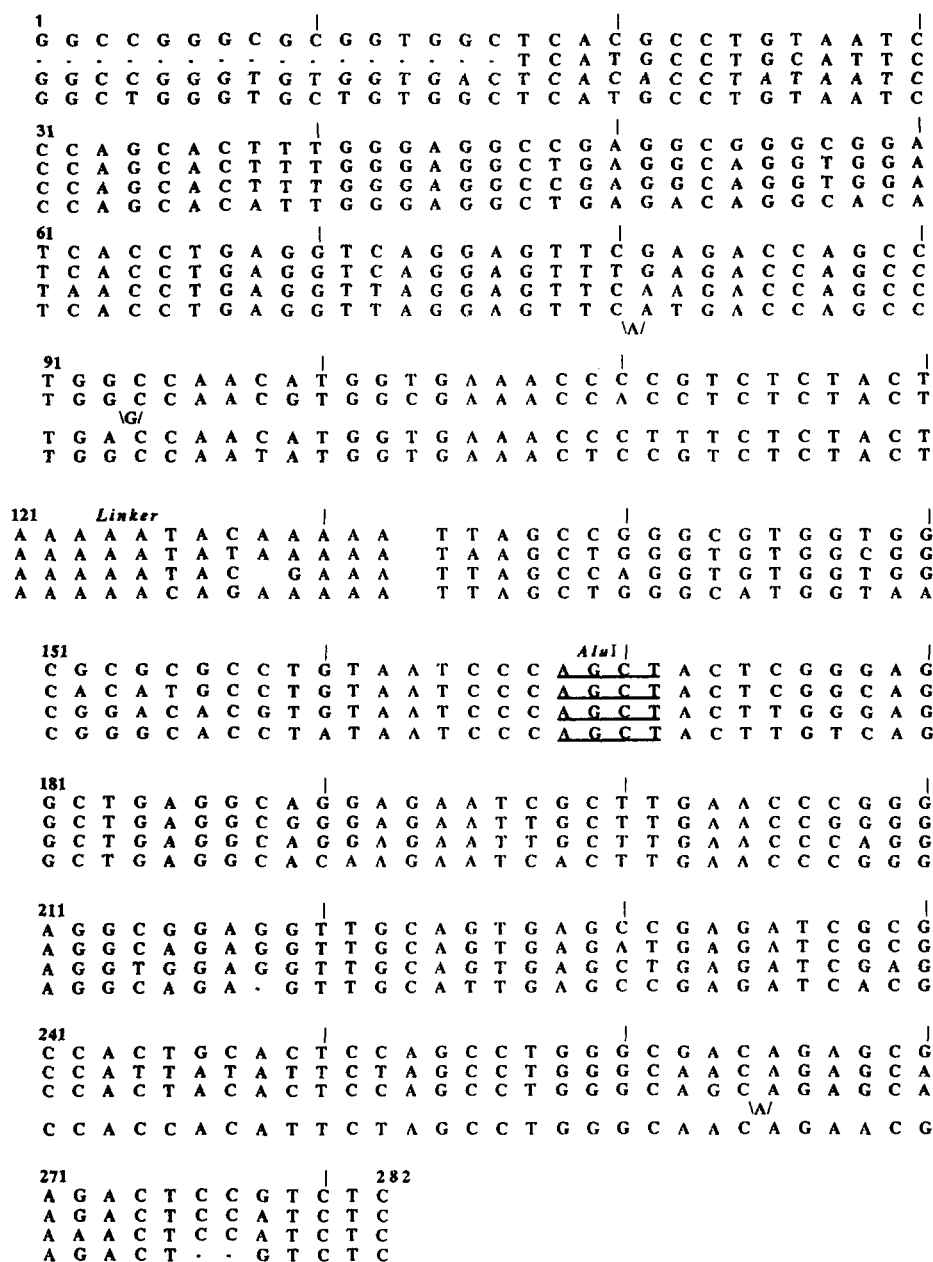 1
G G C C G G G C G C G G T G G C T C A C G C C T G T A A T C
· · · · · · · · · · · · · · · · T C A T G C C T G C A T T C
G G C C G G G T G T G G T G A C T C A C A C C T A T A A T C
G G C T G G G T G C T G T G G C T C A T G C C T G T A A T C
31
C C A G C A C T T T G G G A G G C C G A G G C G G G C G G A
C C A G C A C T T T G G G A G G C T G A G G C A G G T G G A
C C A G C A C T T T G G G A G G C C G A G G C A G G T G G A
C C A G C A C A T T G G G A G G C T G A G A C A G G C A C A
61
T C A C C T G A G G T C A G G A G T T C G A G A C C A G C C
T C A C C T G A G G T C A G G A G T T T G A G A C C A G C C
T A A C C T G A G G T T A G G A G T T C A A G A C C A G C C
T C A C C T G A G G T T A G G A G T T C A T G A C C A G C C
\A/
91
T G G C C A A C A T G G T G A A A C C C C G T C T C T A C T
T G G C C A A C G T G G C G A A A C C A C C T C T C T A C T
\G/
T G A C C A A C A T G G T G A A A C C C T T T C T C T A C T
T G G C C A A T A T G G T G A A A C T C C G T C T C T A C T
121 Linker
A A A A A T A C A A A A A T T A G C C G G G C G T G G T G G
A A A A A T A T A A A A A T A A G C T G G G T G T G G C G G
A A A A A T A C G A A A T T A G C C A G G T G T G G T G G
A A A A A C A G A A A A A T T A G C T G G G C A T G G T A A
151 AluI
C G C G C G C C T G T A A T C C C A G C T A C T C G G G A G
C A C A T G C C T G T A A T C C C A G C T A C T C G G C A G
C G G A C A C G T G T A A T C C C A G C T A C T T G G G A G
C G G G C A C C T A T A A T C C C A G C T A C T T G T C A G
181
G C T G A G G C A G G A G A A T C G C T T G A A C C C G G G
G C T G A G G C G G G A G A A T T G C T T G A A C C G G G G
G C T G A G G C A G G A G A A T T G C T T G A A C C C A G G
G C T G A G G C A C A A G A A T C A C T T G A A C C C G G G
211
A G G C G G A G G T T G C A G T G A G C C G A G A T C G C G
A G G C A G A G G T T G C A G T G A G A T G A G A T C G C G
A G G T G G A G G T T G C A G T G A G C T G A G A T C G A G
A G G C A G A · G T T G C A T T G A G C C G A G A T C A C G
241
C C A C T G C A C T C C A G C C T G G G C G A C A G A G C G
C C A T T A T A T T C T A G C C T G G G C A A C A G A G C A
C C A C T A C A C T C C A G C C T G G G C A G C A G A G C A
\A/
C C A C C A C A T T C T A G C C T G G G C A A C A G A A C G
271 282
A G A C T C C G T C T C
A G A C T C C A T C T C
A A A C T C C A T C T C
A G A C T · · G T C T C